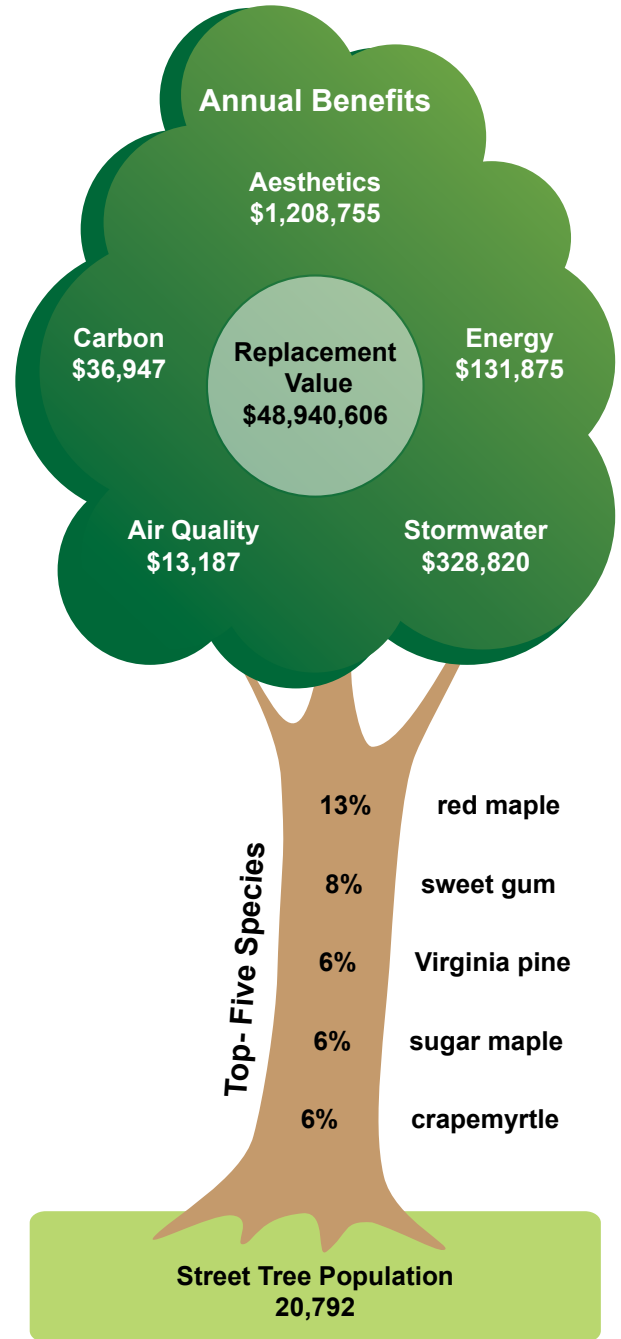 Annual Benefits
Aesthetics
$1,208,755
Carbon
$36,947
Replacement
Value
$48,940,606
Energy
$131,875
Air Quality
$13,187
Stormwater
$328,820
Top- Five Species
13% red maple
8% sweet gum
6% Virginia pine
6% sugar maple
6% crapemyrtle
Street Tree Population
20,792